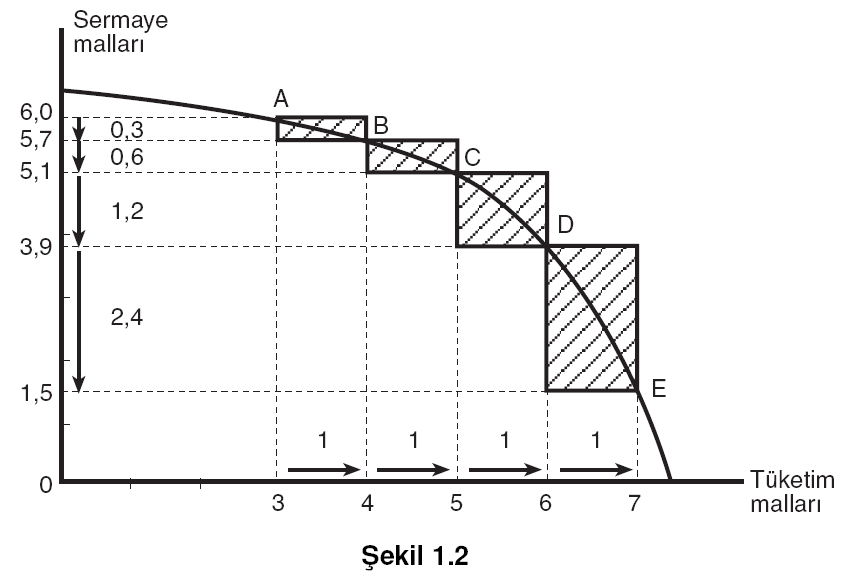 Sermaye
malları
6,0
5,7
5,1
3,9
1,5
0
0,3
0,6
1,2
2,4
A
B
C
D
E
1 1 1 1
3 4 5 6 7
Tüketim
malları
Şekil 1.2